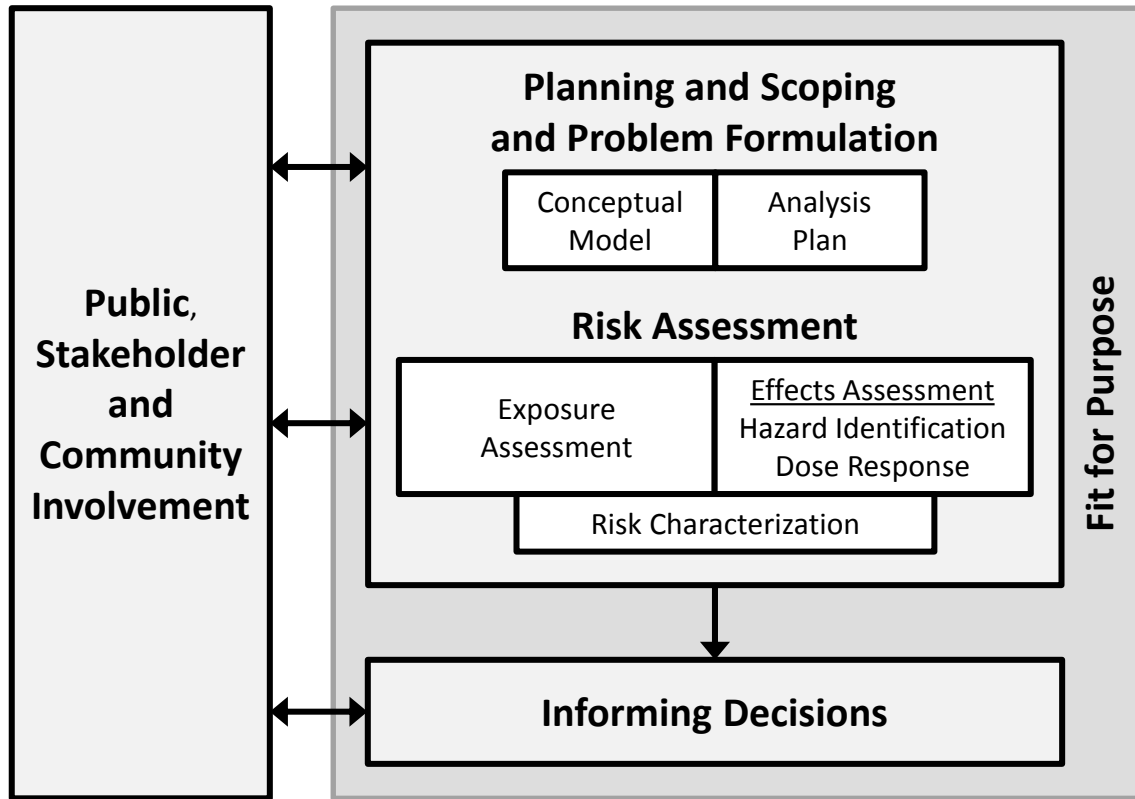 Public,
Stakeholder
and
Community
Involvement
Planning and Scoping
and Problem Formulation
Conceptual
Model
Analysis
Plan
Risk Assessment
Exposure
Assessment
Effects Assessment
Hazard Identification
Dose Response
Risk Characterization
Informing Decisions
Fit for Purpose